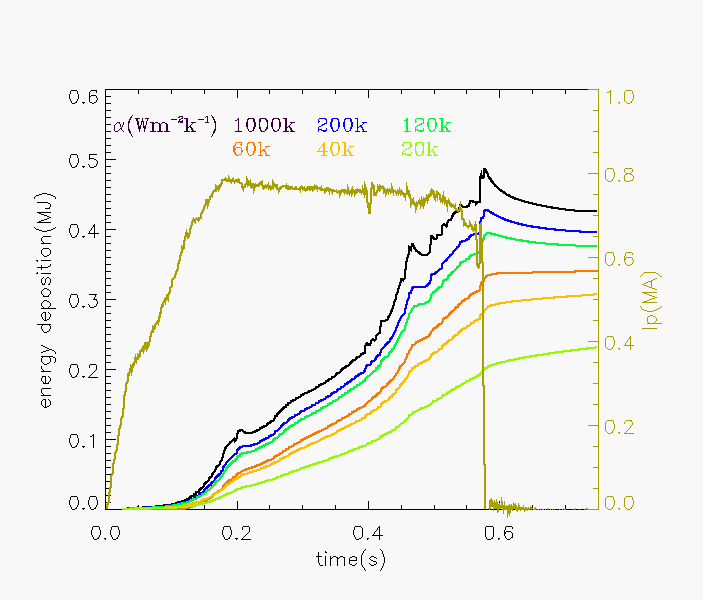 0.6 1.0
α(Wm⁻²k⁻¹) 1000k 200k 120k
60k 40k 20k
0.5 0.8
0.4
0.6
0.3
0.4
0.2
0.2
0.1
0.0 0.0
energy deposition(MJ)
Ip(MA)
0.0 0.2 0.4 0.6
time(s)